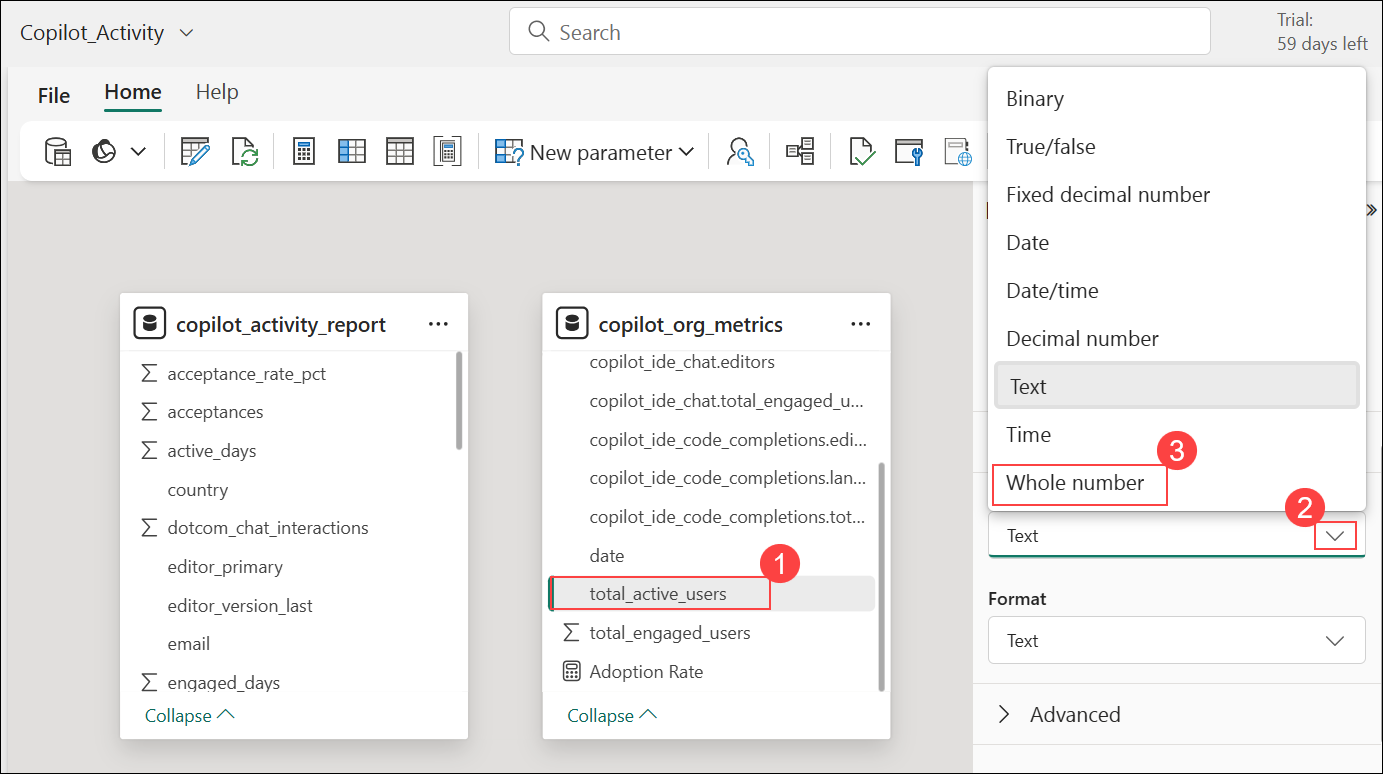 Copilot_Activity
Search
Trial:
59 days left
File
Home
Help
New parameter
Binary
True/false
Fixed decimal number
Date
Date/time
Decimal number
Text
Time
Whole number
3
2
Text
Format
Text
Advanced
copilot_activity_report
acceptance_rate_pct
acceptances
active_days
country
dotcom_chat_interactions
editor_primary
editor_version_last
email
engaged_days
Collapse
copilot_org_metrics
copilot_ide_chat.editors
copilot_ide_chat.total_engaged_u...
copilot_ide_code_completions.edi...
copilot_ide_code_completions.lan...
copilot_ide_code_completions.tot...
date
1
total_active_users
total_engaged_users
Adoption Rate
Collapse